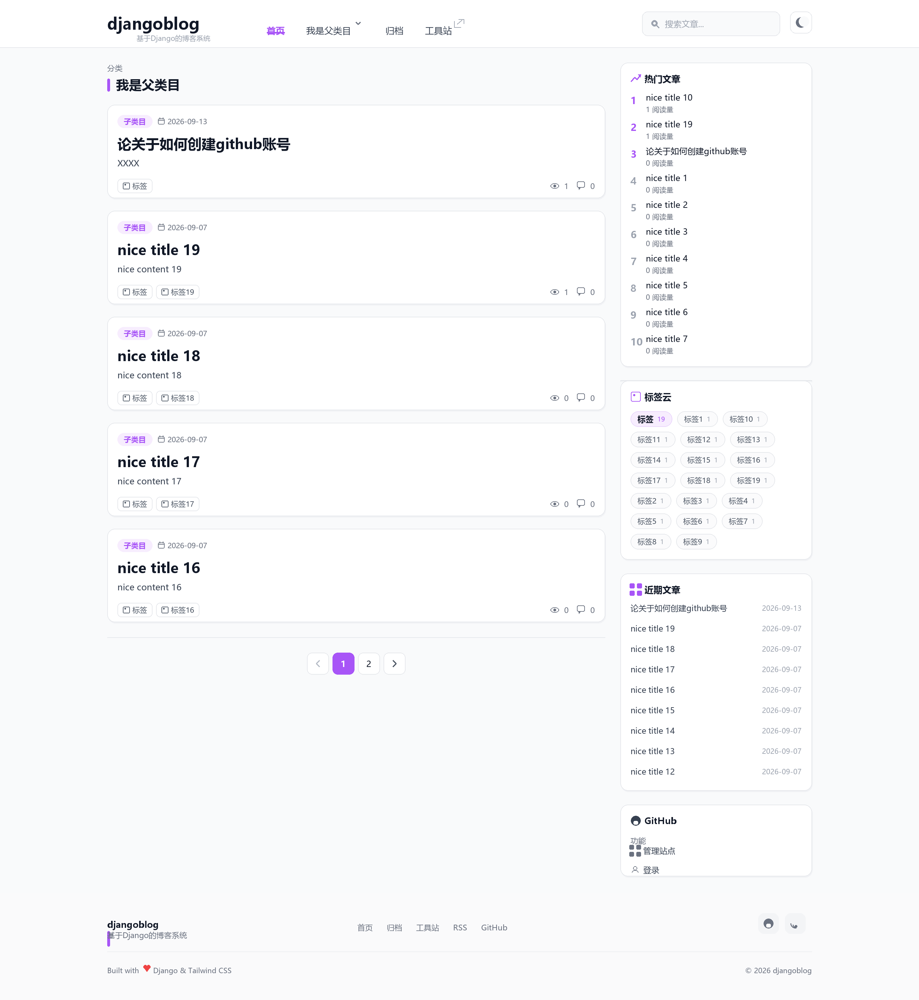 djangoblog
基于Django的博客系统
首页 我是父类目 归档 工具站
搜索文章...
分类
我是父类目
子类目 2026-09-13
论关于如何创建github账号
XXXX
标签 1 0
子类目 2026-09-07
nice title 19
nice content 19
标签 标签19 1 0
子类目 2026-09-07
nice title 18
nice content 18
标签 标签18 0 0
子类目 2026-09-07
nice title 17
nice content 17
标签 标签17 0 0
子类目 2026-09-07
nice title 16
nice content 16
标签 标签16 0 0
1 2
热门文章
1 nice title 10
1 阅读量
2 nice title 19
1 阅读量
3 论关于如何创建github账号
0 阅读量
4 nice title 1
0 阅读量
5 nice title 2
0 阅读量
6 nice title 3
0 阅读量
7 nice title 4
0 阅读量
8 nice title 5
0 阅读量
9 nice title 6
0 阅读量
10 nice title 7
0 阅读量
标签云
标签 19 标签1 1 标签10 1
标签11 1 标签12 1 标签13 1
标签14 1 标签15 1 标签16 1
标签17 1 标签18 1 标签19 1
标签2 1 标签3 1 标签4 1
标签5 1 标签6 1 标签7 1
标签8 1 标签9 1
近期文章
论关于如何创建github账号 2026-09-13
nice title 19 2026-09-07
nice title 18 2026-09-07
nice title 17 2026-09-07
nice title 16 2026-09-07
nice title 15 2026-09-07
nice title 14 2026-09-07
nice title 13 2026-09-07
nice title 12 2026-09-07
GitHub
功能
管理站点
登录
djangoblog
基于Django的博客系统
首页 归档 工具站 RSS GitHub
Built with Django & Tailwind CSS
© 2026 djangoblog